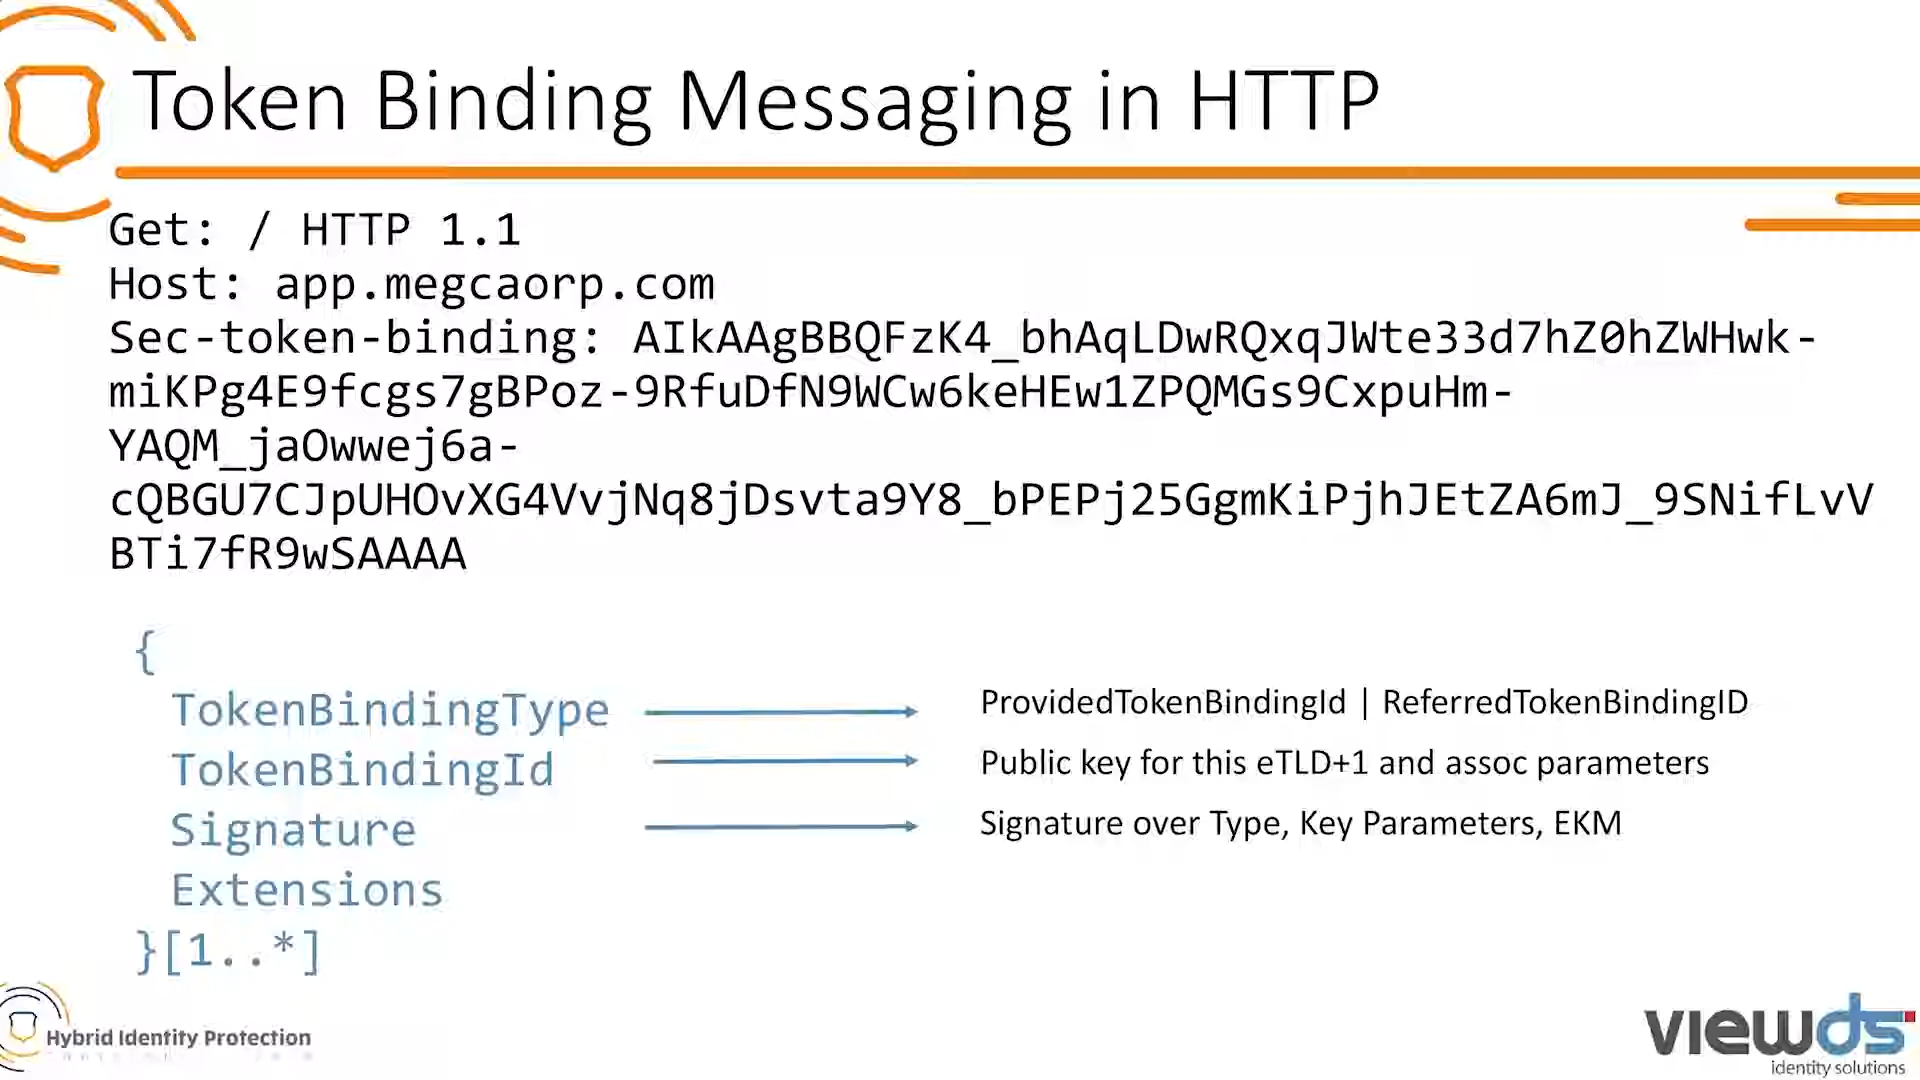 Token Binding Messaging in HTTP
Get: / HTTP 1.1
Host: app.megcaorp.com
Sec-token-binding: AIkAAgBBQFzK4_bhAqLDwRQxqJWte33d7hZ0hZWHwk-
miKPg4E9fcgs7gBPoz-9RfuDfN9WCw6keHEw1ZPQMGs9CxpuHm-
YAQM_jaOwwej6a-
cQBGU7CJpUHOvXG4VvjNq8jDsvta9Y8_bPEPj25GgmKiPjhJEtZA6mJ_9SNifLvV
BTi7fR9wSAAAA
{
TokenBindingType ProvidedTokenBindingId | ReferredTokenBindingID
TokenBindingId Public key for this eTLD+1 and assoc parameters
Signature Signature over Type, Key Parameters, EKM
Extensions
}[1..*]
Hybrid Identity Protection
viewds
identity solutions